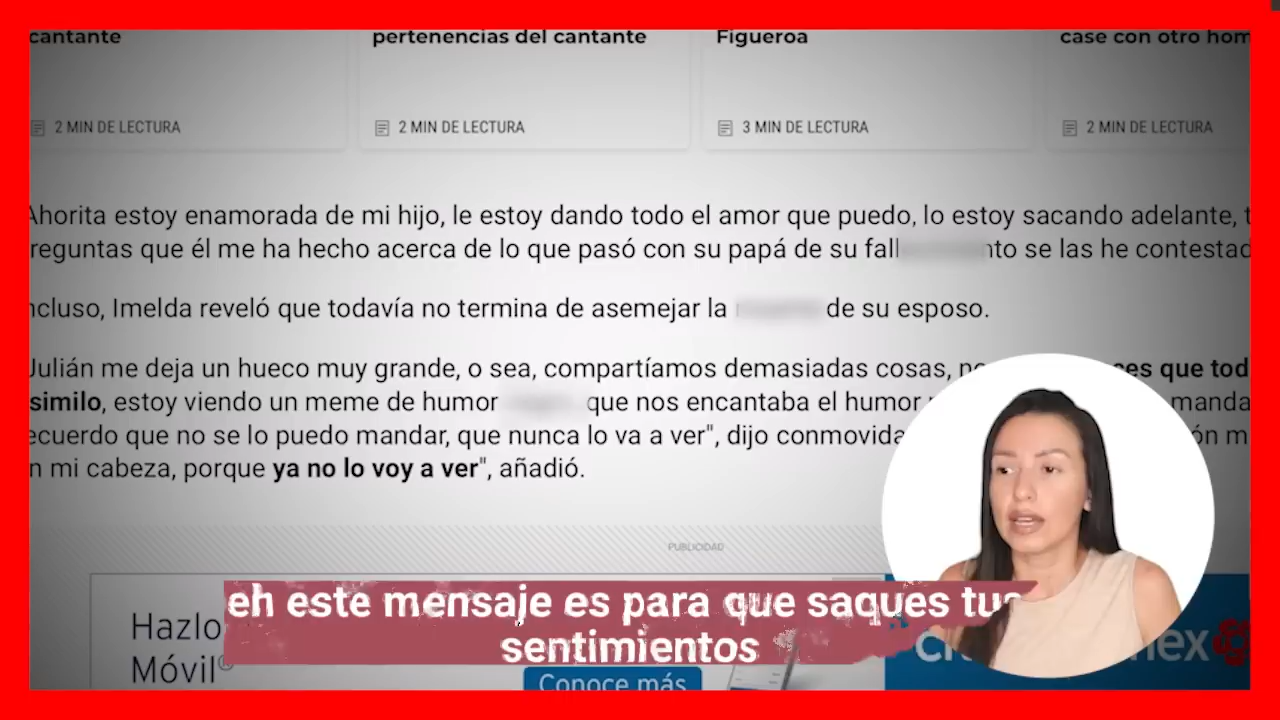 cantante
pertenencias del cantante
Figueroa
case con otro hom
2 MIN DE LECTURA
2 MIN DE LECTURA
3 MIN DE LECTURA
2 MIN DE LECTURA
Ahorita estoy enamorada de mi hijo, le estoy dando todo el amor que puedo, lo estoy sacando adelante, t
reguntas que él me ha hecho acerca de lo que pasó con su papá de su fall nto se las he contestad
ncluso, Imelda reveló que todavía no termina de asemejar la de su esposo.
Julián me deja un hueco muy grande, o sea, compartíamos demasiadas cosas, ces que tod
similo, estoy viendo un meme de humor que nos encantaba el humor manda
ecuerdo que no se lo puedo mandar, que nunca lo va a ver", dijo conmovida ón m
n mi cabeza, porque ya no lo voy a ver", añadió.
PUBLICIDAD
Hazlo
Móvil
eh este mensaje es para que saques tus
sentimientos
Conoce más